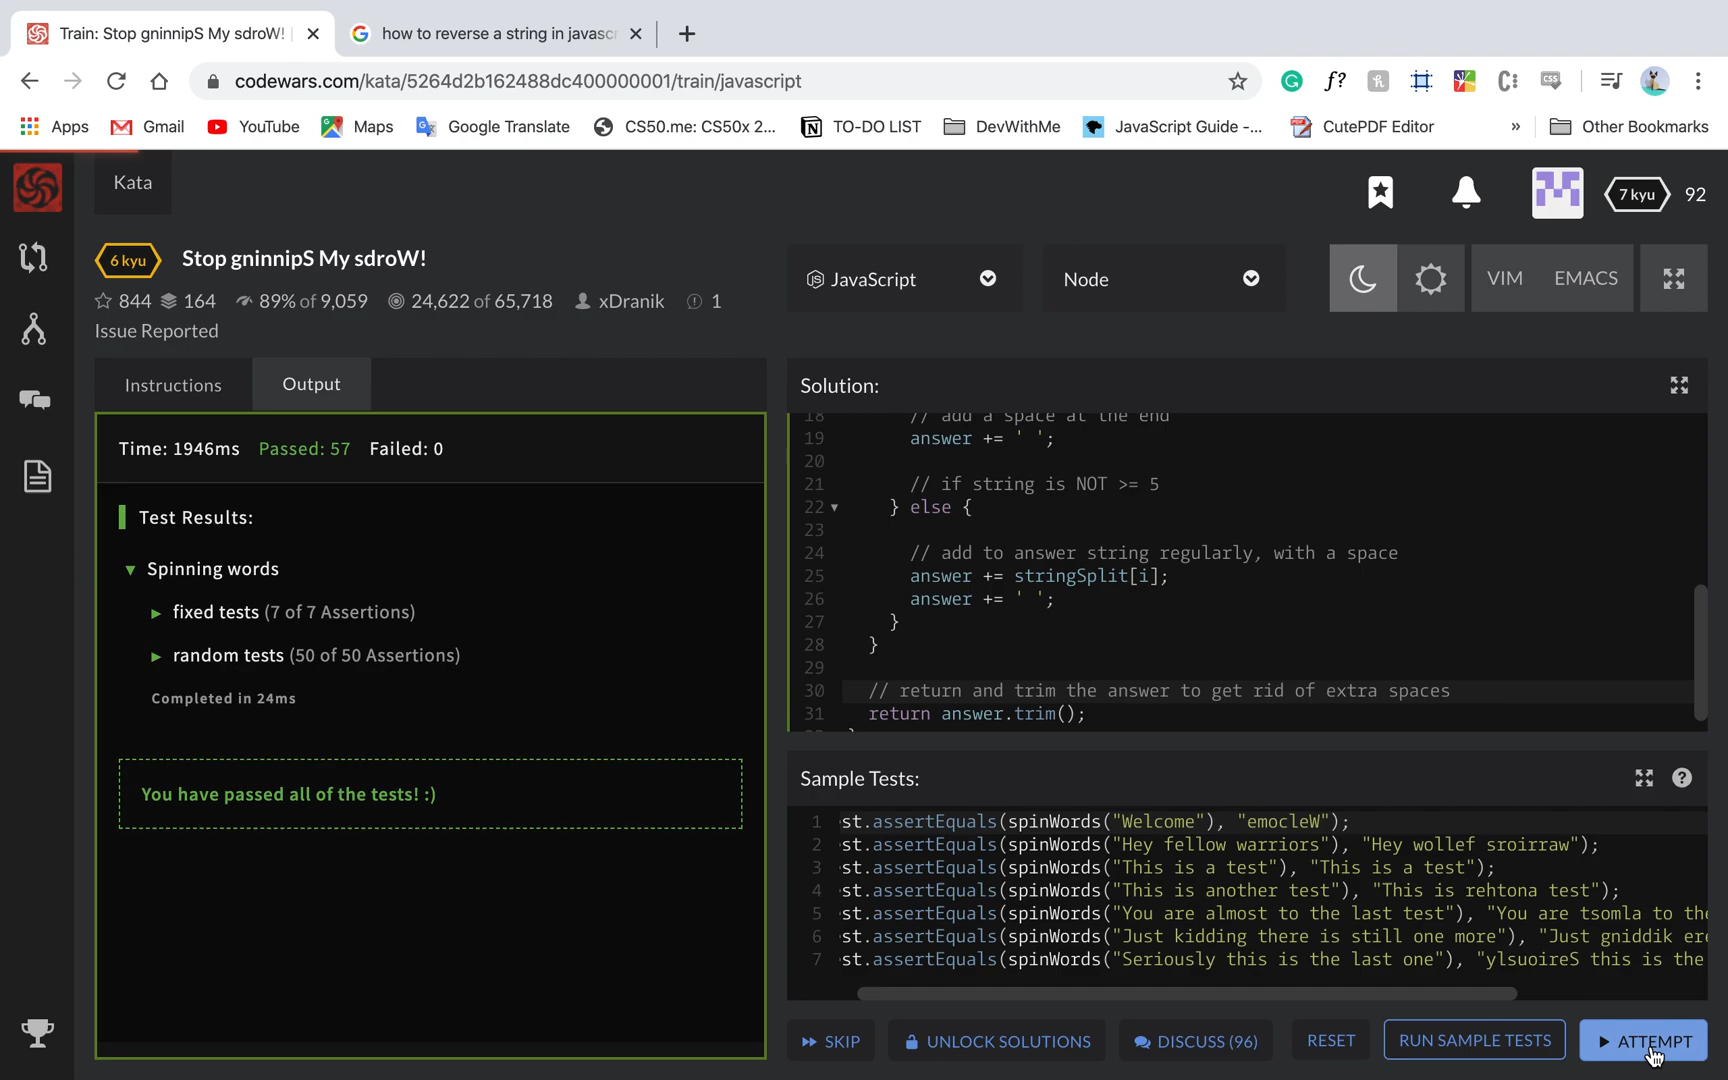 Train: Stop gninnipS My sdroW!
how to reverse a string in javasc
codewars.com/kata/5264d2b162488dc400000001/train/javascript
Apps Gmail YouTube Maps Google Translate CS50.me: CS50x 2... TO-DO LIST DevWithMe JavaScript Guide -... CutePDF Editor » Other Bookmarks
Kata
7 kyu 92
6 kyu Stop gninnipS My sdroW!
844 164 89% of 9,059 24,622 of 65,718 xDranik 1
Issue Reported
JavaScript Node VIM EMACS
Instructions Output
Time: 1946ms Passed: 57 Failed: 0
Test Results:
Spinning words
fixed tests (7 of 7 Assertions)
random tests (50 of 50 Assertions)
Completed in 24ms
You have passed all of the tests! :)
Solution:
18 // add a space at the end
19 answer += ' ';
20
21 // if string is NOT >= 5
22 } else {
23
24 // add to answer string regularly, with a space
25 answer += stringSplit[i];
26 answer += ' ';
27 }
28 }
29
30 // return and trim the answer to get rid of extra spaces
31 return answer.trim();
Sample Tests:
1 st.assertEquals(spinWords("Welcome"), "emocleW");
2 st.assertEquals(spinWords("Hey fellow warriors"), "Hey wollef sroirraw");
3 st.assertEquals(spinWords("This is a test"), "This is a test");
4 st.assertEquals(spinWords("This is another test"), "This is rehtona test");
5 st.assertEquals(spinWords("You are almost to the last test"), "You are tsomla to the
6 st.assertEquals(spinWords("Just kidding there is still one more"), "Just gniddik er
7 st.assertEquals(spinWords("Seriously this is the last one"), "ylsuoireS this is the
SKIP UNLOCK SOLUTIONS DISCUSS (96) RESET RUN SAMPLE TESTS ATTEMPT